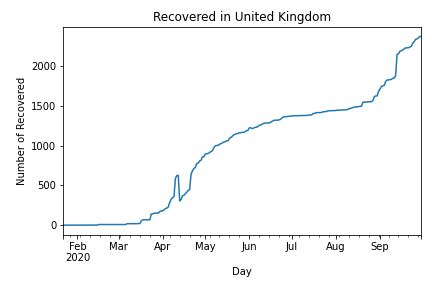 Recovered in United Kingdom
Number of Recovered
2000
1500
1000
500
0
Feb Mar Apr May Jun Jul Aug Sep
2020
Day